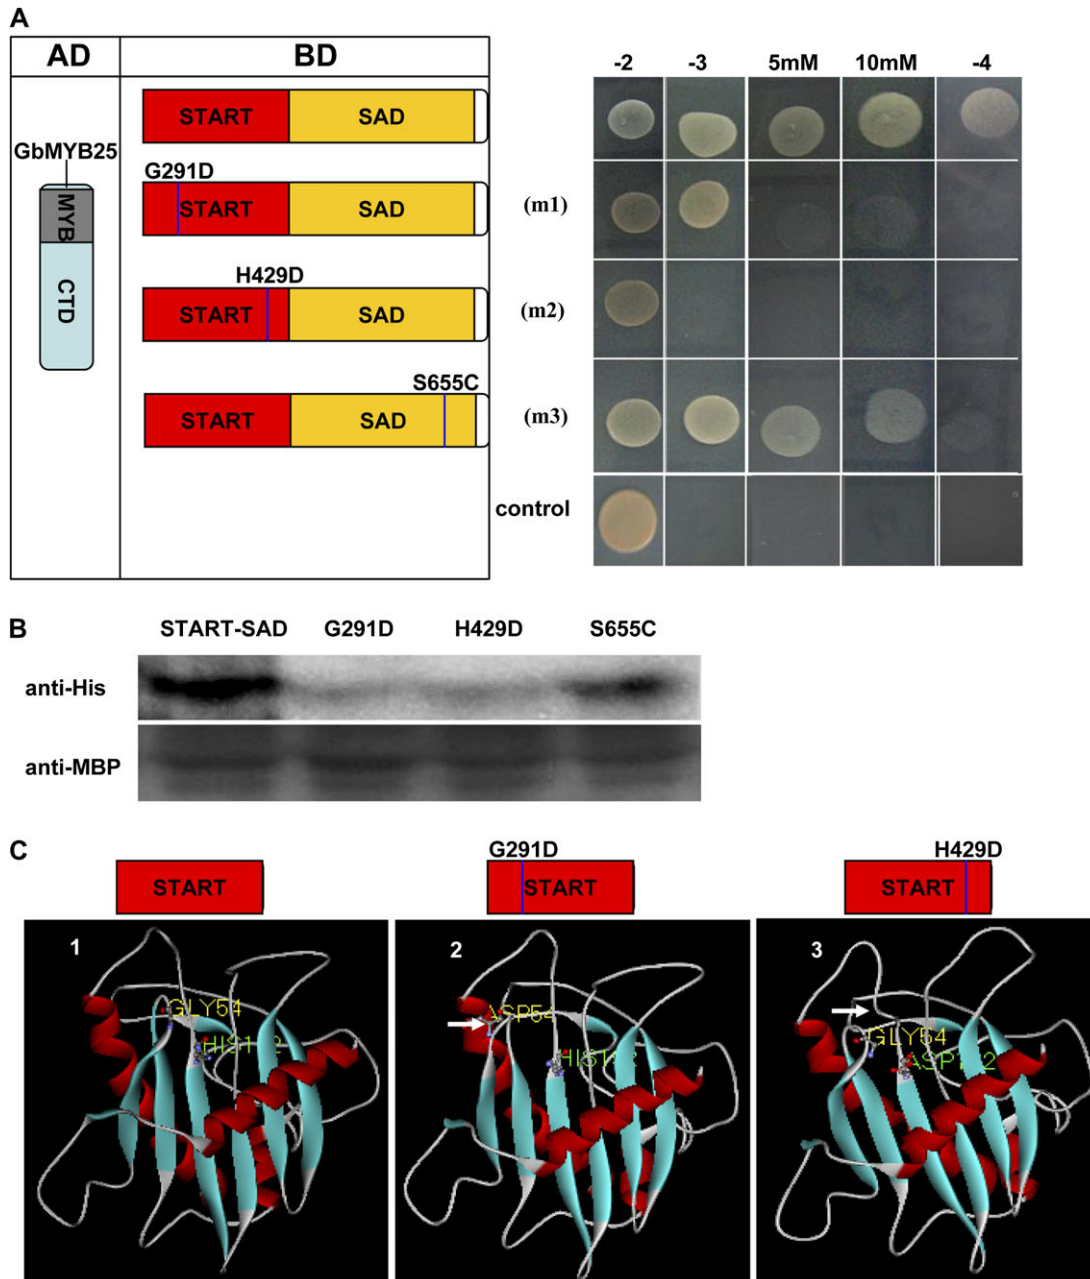 A
AD
BD
GbMYB25
MYB
CTD
START SAD
G291D
START SAD
H429D
START SAD
S655C
START SAD
-2 -3 5mM 10mM -4
(m1)
(m2)
(m3)
control
B
START-SAD G291D H429D S655C
anti-His
anti-MBP
C
START
G291D
START
H429D
START
1
GLY54
2
ASP54
3
GLY54